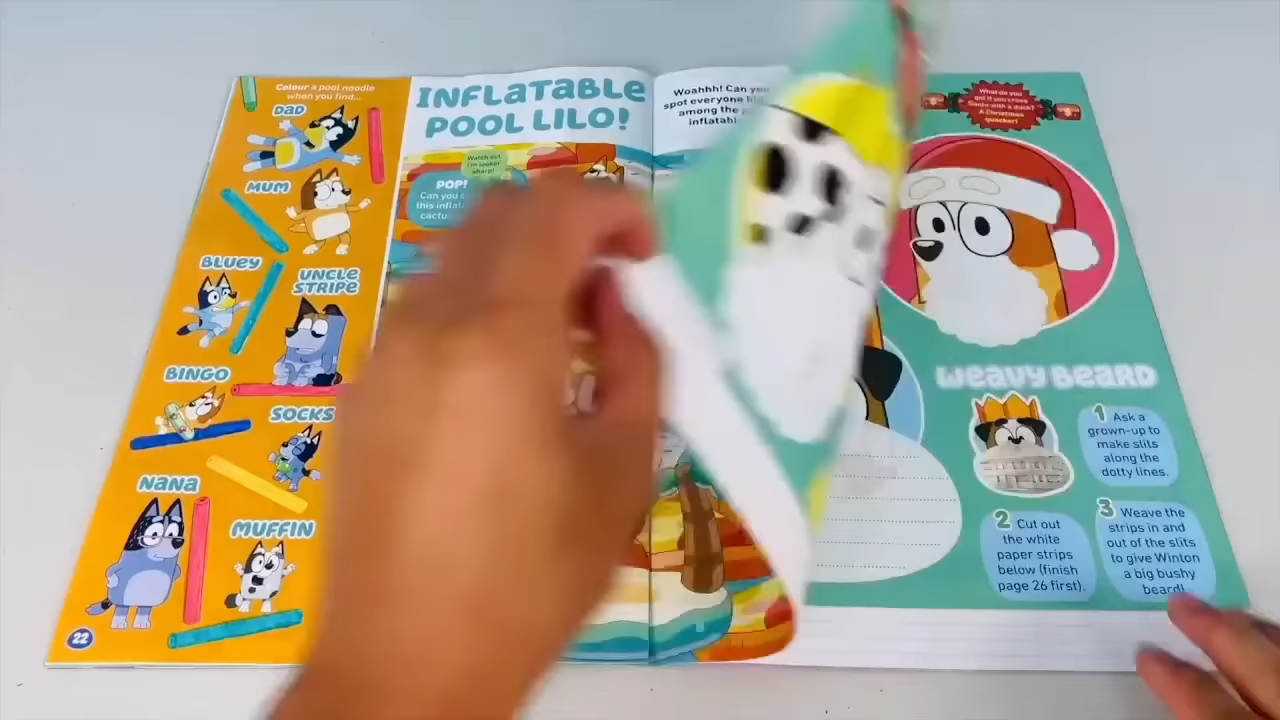 Colour a pool noodle
when you find...
DAD
MUM
BLUEY
UNCLE
STRIPE
BINGO
SOCKS
NANA
MUFFIN
22
INFLATABLE
POOL LILO!
Watch out
I'm lookin'
sharp!
POP!
Can you
this
Woahhh! Can you
spot everyone
among the
What do you
get if you cross
Santa with a duck?
A Christmas
quacker!
WEAVY BEARD
1 Ask a
grown-up to
make slits
along the
dotty lines.
2 Cut out
the white
paper strips
below (finish
page 26 first).
3 Weave the
strips in and
out of the slits
to give Winton
a big bushy
beard!